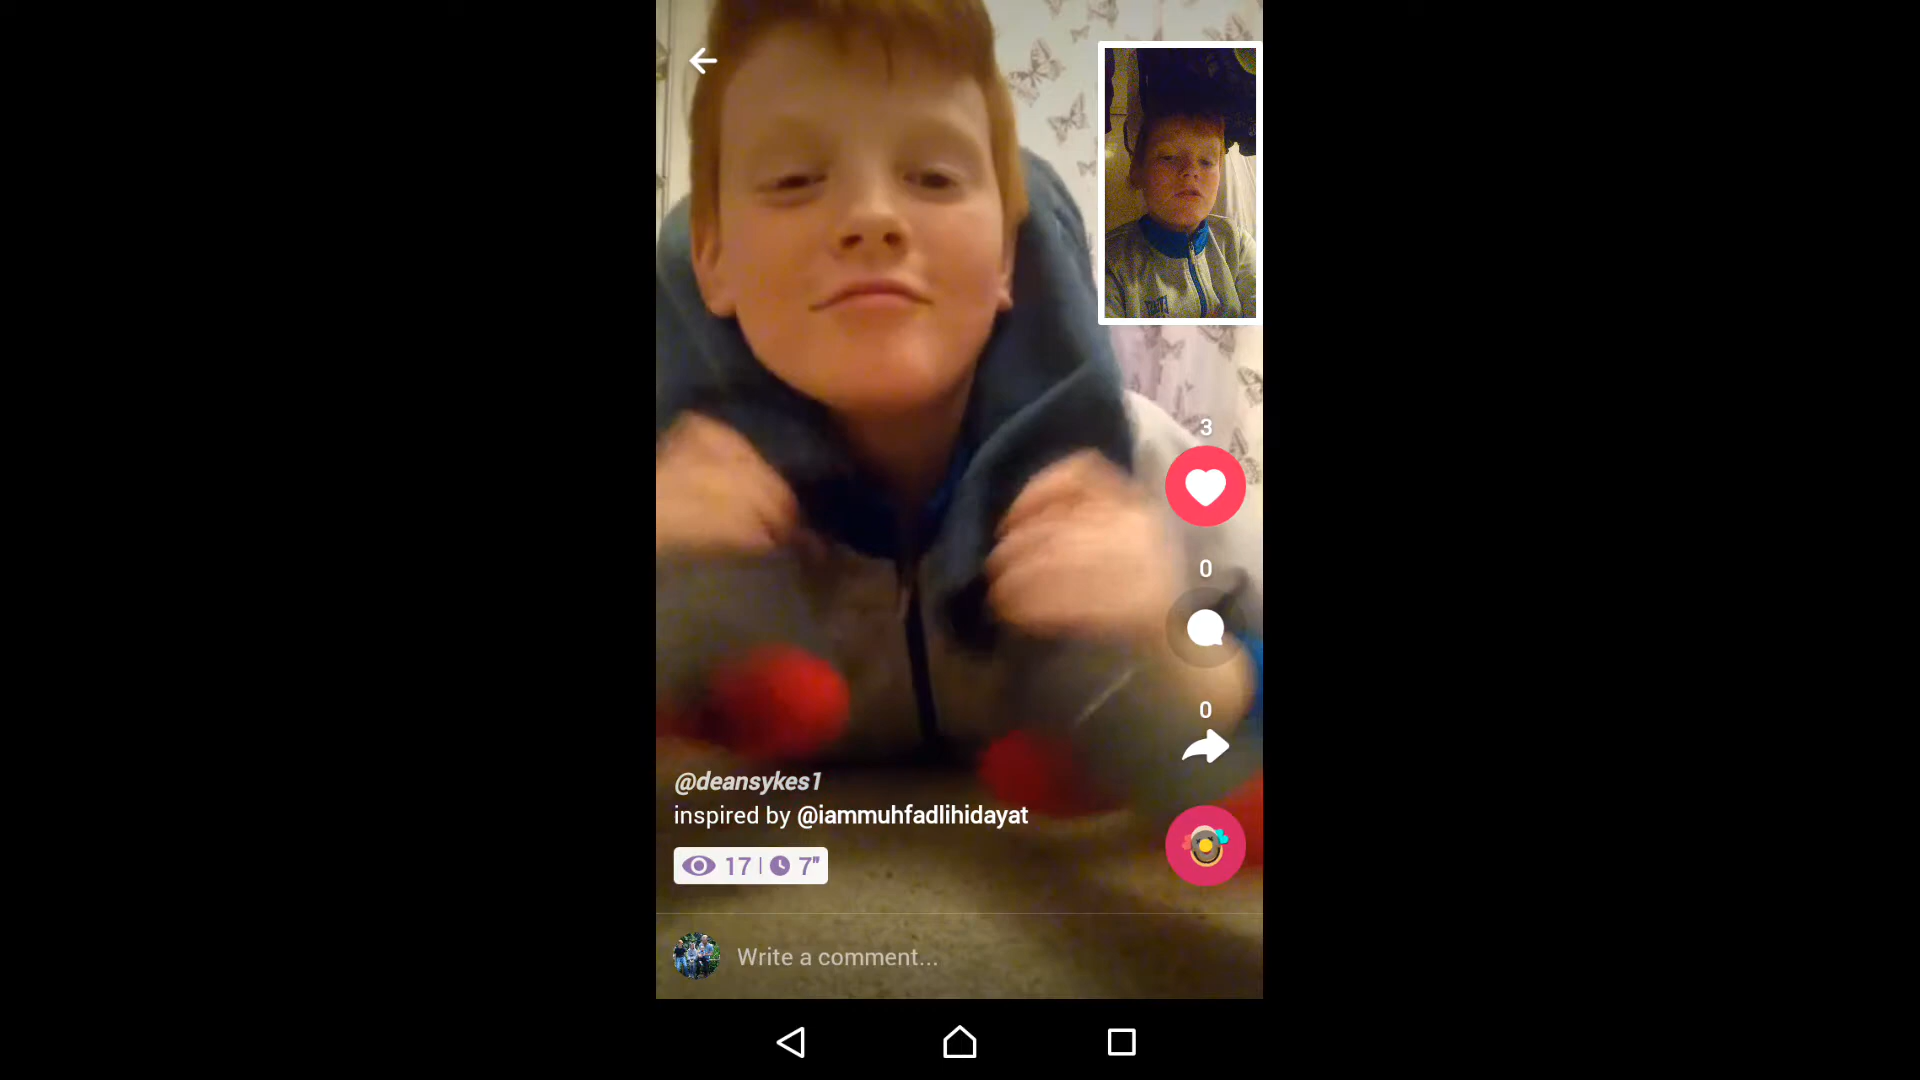 3
0
0
@deansykes1
inspired by @iammuhfadlihidayat
17 | 7"
Write a comment...